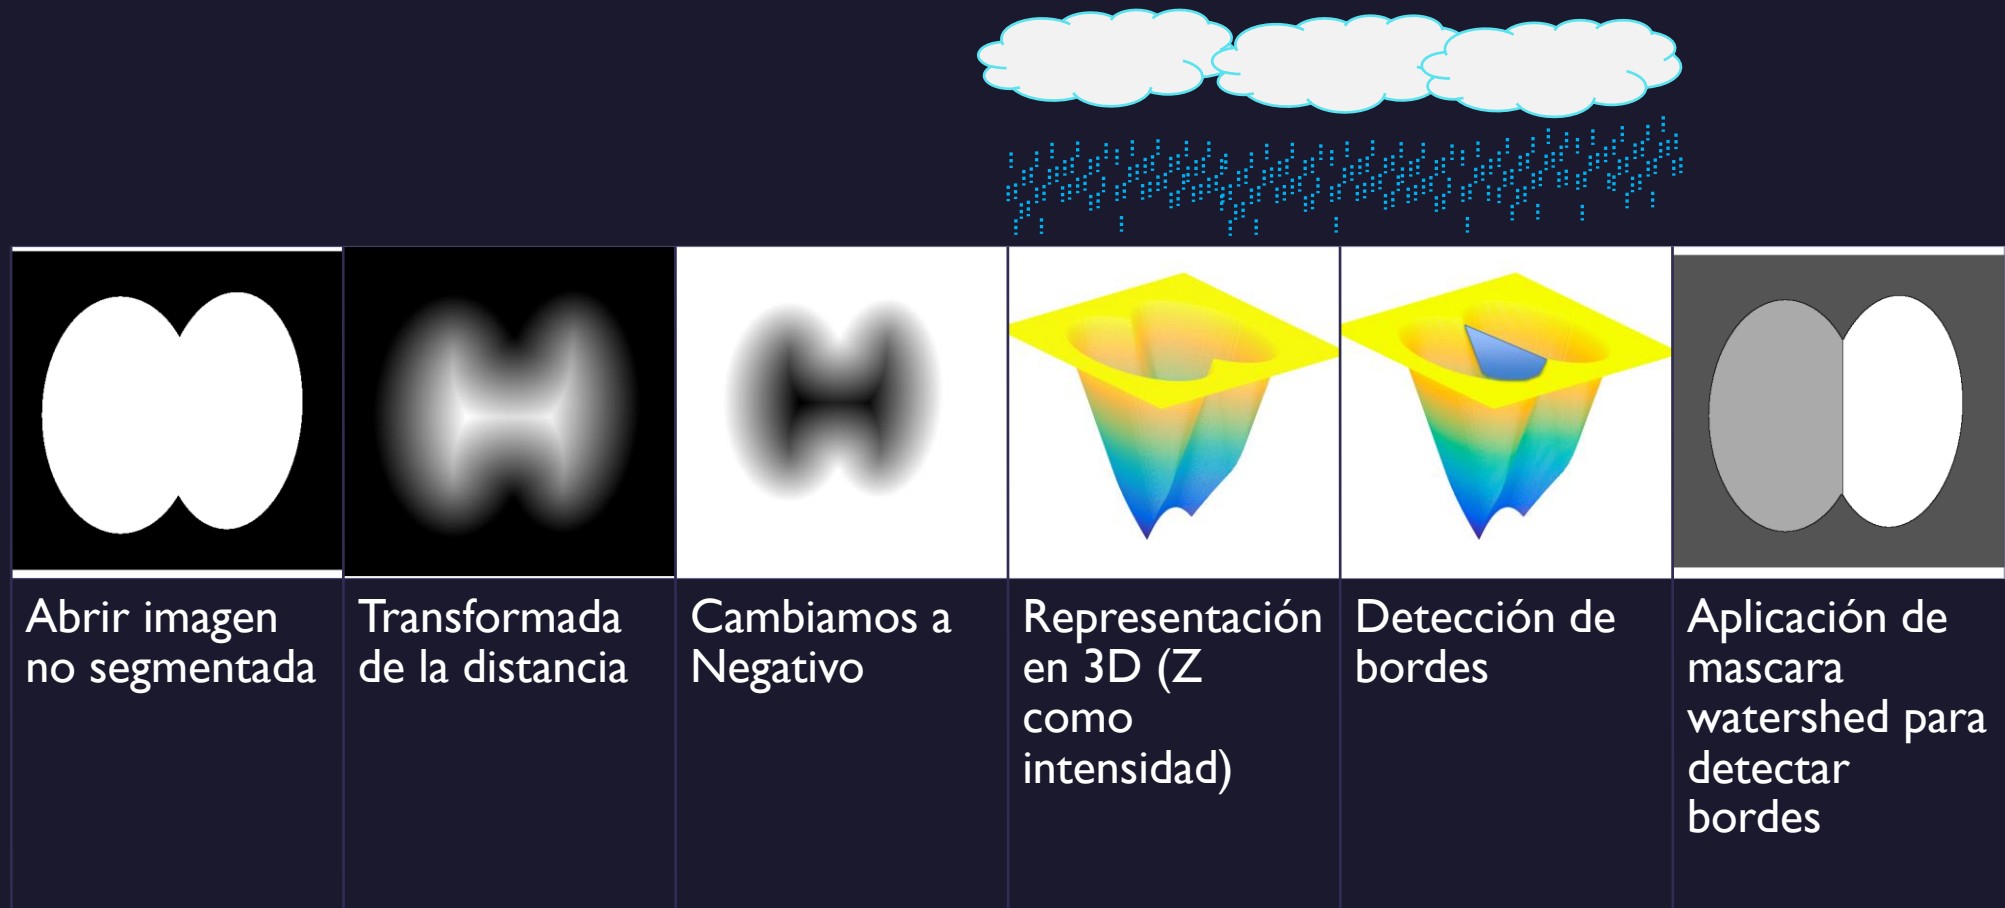 Abrir imagen
no segmentada
Transformada
de la distancia
Cambiamos a
Negativo
Representación
en 3D (Z
como
intensidad)
Detección de
bordes
Aplicación de
mascara
watershed para
detectar
bordes